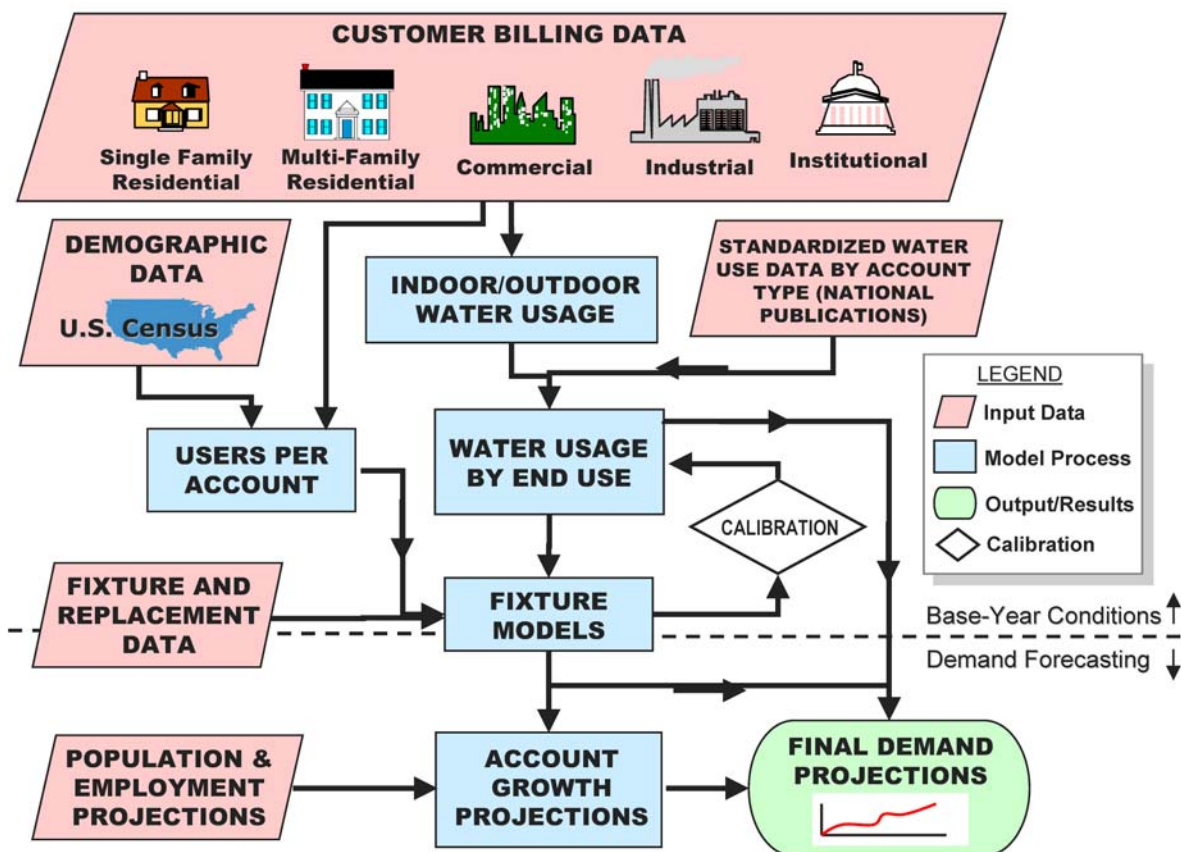 CUSTOMER BILLING DATA
Single Family
Residential
Multi-Family
Residential
Commercial
Industrial
Institutional
DEMOGRAPHIC
DATA
U.S. Census
INDOOR/OUTDOOR
WATER USAGE
STANDARDIZED WATER
USE DATA BY ACCOUNT
TYPE (NATIONAL
PUBLICATIONS)
LEGEND
Input Data
Model Process
Output/Results
Calibration
USERS PER
ACCOUNT
WATER USAGE
BY END USE
CALIBRATION
FIXTURE AND
REPLACEMENT
DATA
FIXTURE
MODELS
Base-Year Conditions
Demand Forecasting
POPULATION &
EMPLOYMENT
PROJECTIONS
ACCOUNT
GROWTH
PROJECTIONS
FINAL DEMAND
PROJECTIONS